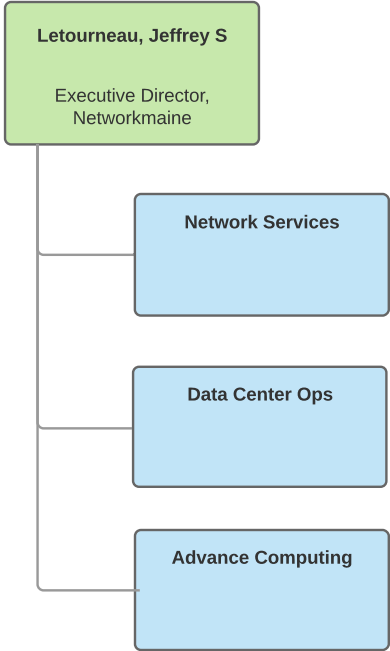 Letourneau, Jeffrey S
Executive Director,
Networkmaine
Network Services
Data Center Ops
Advance Computing